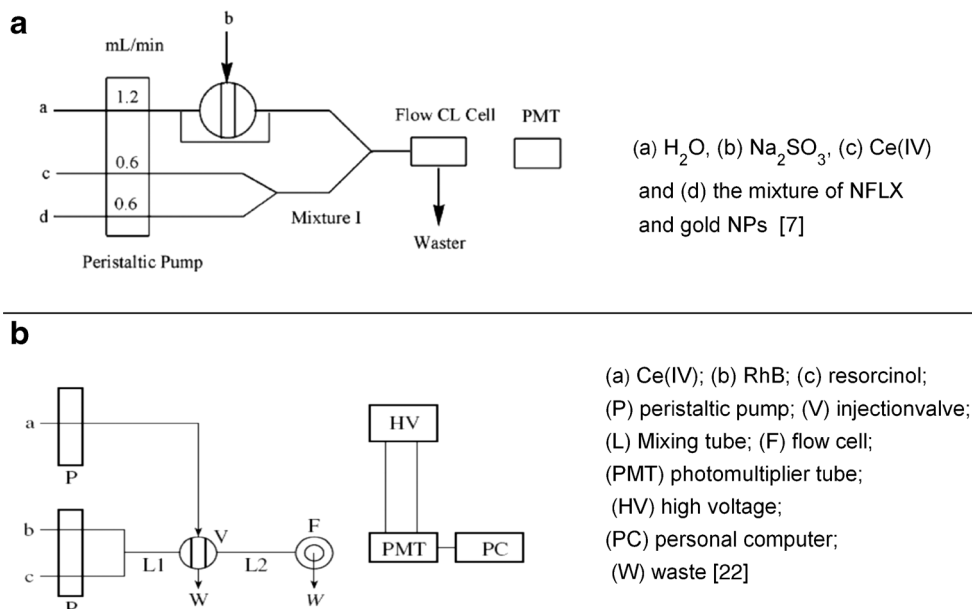 a
b
mL/min
a
1.2
Flow CL Cell
PMT
c
0.6
d
0.6
Mixture I
Waster
Peristaltic Pump
(a) H₂O, (b) Na₂SO₃, (c) Ce(IV)
and (d) the mixture of NFLX
and gold NPs [7]
b
a
P
b
c
P
L1
V
W
L2
F
W
HV
PMT
PC
(a) Ce(IV); (b) RhB; (c) resorcinol;
(P) peristaltic pump; (V) injectionvalve;
(L) Mixing tube; (F) flow cell;
(PMT) photomultiplier tube;
(HV) high voltage;
(PC) personal computer;
(W) waste [22]